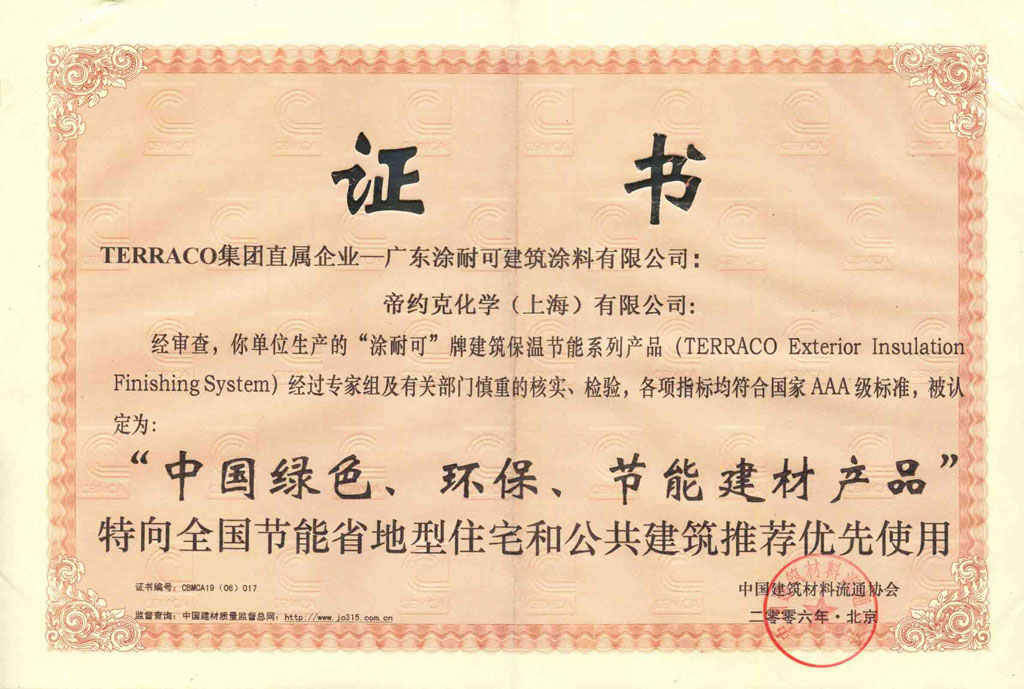 证 书
TERRACO集团直属企业—广东涂耐可建筑涂料有限公司：
帝约克化学（上海）有限公司：
经审查，你单位生产的“涂耐可”牌建筑保温节能系列产品（TERRACO Exterior Insulation
Finishing System）经过专家组及有关部门慎重的核实、检验，各项指标均符合国家 AAA 级标准，被认
定为：
“中国绿色、环保、节能建材产品”
特向全国节能省地型住宅和公共建筑推荐优先使用
证书编号：CBMCA19（06）017
中国建筑材料流通协会
监督查询：中国建材质量监督总网：http://www.jo315.com.cn
二零零六年·北京